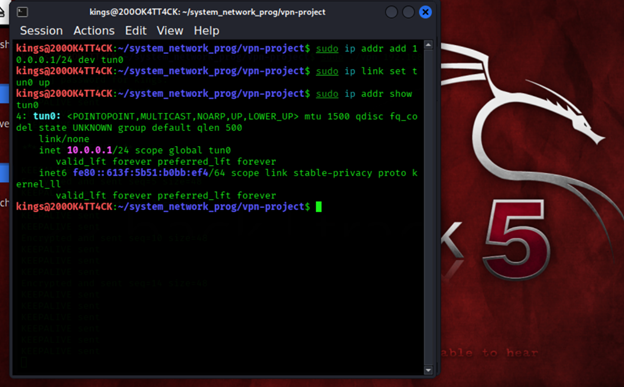 kings@200OK4TT4CK: ~/system_network_prog/vpn-project
Session Actions Edit View Help
kings@200OK4TT4CK:~/system_network_prog/vpn-project$ sudo ip addr add 1
0.0.0.1/24 dev tun0
kings@200OK4TT4CK:~/system_network_prog/vpn-project$ sudo ip link set t
un0 up
kings@200OK4TT4CK:~/system_network_prog/vpn-project$ sudo ip addr show
tun0
4: tun0: <POINTOPOINT,MULTICAST,NOARP,UP,LOWER_UP> mtu 1500 qdisc fq_co
del state UNKNOWN group default qlen 500
link/none
inet 10.0.0.1/24 scope global tun0
valid_lft forever preferred_lft forever
inet6 fe80::613f:5b51:b0bb:ef4/64 scope link stable-privacy proto k
ernel_ll
valid_lft forever preferred_lft forever
kings@200OK4TT4CK:~/system_network_prog/vpn-project$
5
to hear